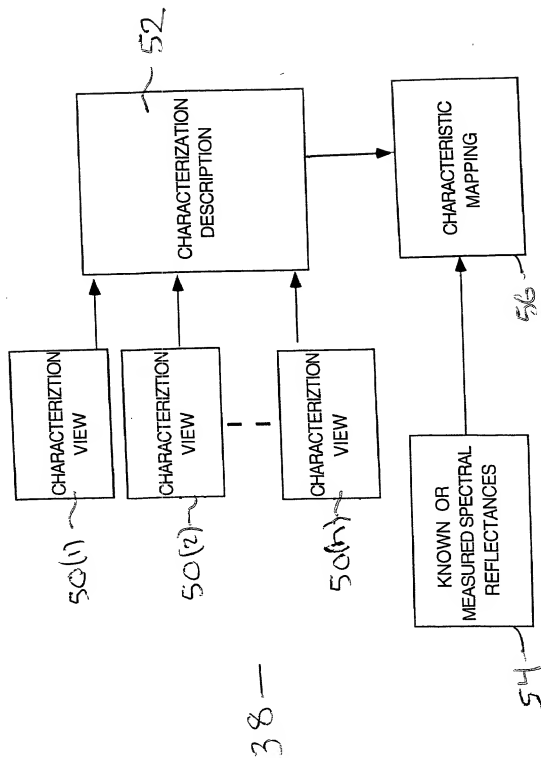 50(1)
CHARACTERIZTION
VIEW
50(2)
CHARACTERIZTION
VIEW
50(n)
CHARACTERIZTION
VIEW
CHARACTERIZATION
DESCRIPTION
52
38
54
KNOWN OR
MEASURED SPECTRAL
REFLECTANCES
CHARACTERISTIC
MAPPING
56